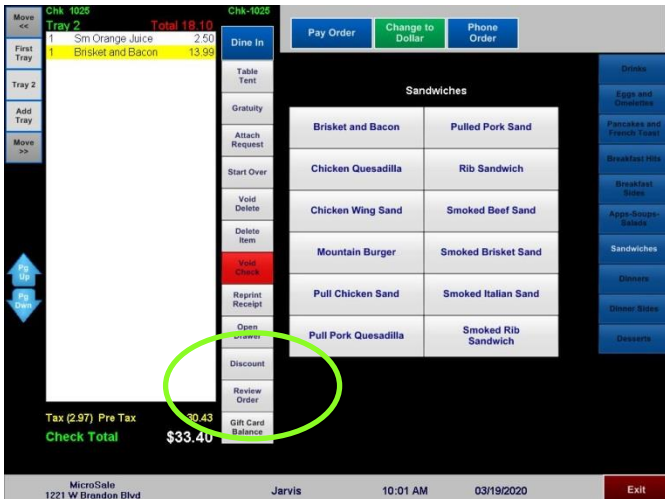 Move
<<
First
Tray
Tray 2
Add
Tray
Move
>>
Pg
Up
Pg
Dwn
Chk 1025
Tray 2 Total 18.10
1 Sm Orange Juice 2.50
1 Brisket and Bacon 13.99
Tax (2.97) Pre Tax 30.43
Check Total $33.40
Chk-1025
Dine In
Table
Tent
Gratuity
Attach
Request
Start Over
Void
Delete
Delete
Item
Void
Check
Reprint
Receipt
Open
Drawer
Discount
Review
Order
Gift Card
Balance
Pay Order
Change to
Dollar
Phone
Order
Sandwiches
Brisket and Bacon Pulled Pork Sand
Chicken Quesadilla Rib Sandwich
Chicken Wing Sand Smoked Beef Sand
Mountain Burger Smoked Brisket Sand
Pull Chicken Sand Smoked Italian Sand
Pull Pork Quesadilla Smoked Rib
Sandwich
Drinks
Eggs and
Omelettes
Pancakes and
French Toast
Breakfast Hits
Breakfast
Sides
Apps-Soups-
Salads
Sandwiches
Dinners
Dinner Sides
Desserts
MicroSale
1221 W Brandon Blvd
Jarvis 10:01 AM 03/19/2020 Exit